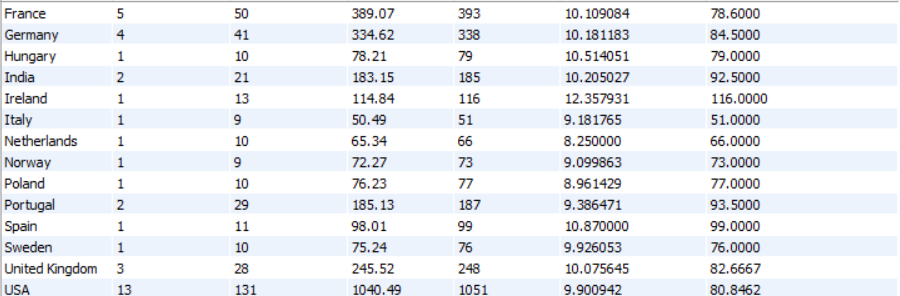 France 5 50 389.07 393 10.109084 78.6000
Germany 4 41 334.62 338 10.181183 84.5000
Hungary 1 10 78.21 79 10.514051 79.0000
India 2 21 183.15 185 10.205027 92.5000
Ireland 1 13 114.84 116 12.357931 116.0000
Italy 1 9 50.49 51 9.181765 51.0000
Netherlands 1 10 65.34 66 8.250000 66.0000
Norway 1 9 72.27 73 9.099863 73.0000
Poland 1 10 76.23 77 8.961429 77.0000
Portugal 2 29 185.13 187 9.386471 93.5000
Spain 1 11 98.01 99 10.870000 99.0000
Sweden 1 10 75.24 76 9.926053 76.0000
United Kingdom 3 28 245.52 248 10.075645 82.6667
USA 13 131 1040.49 1051 9.900942 80.8462